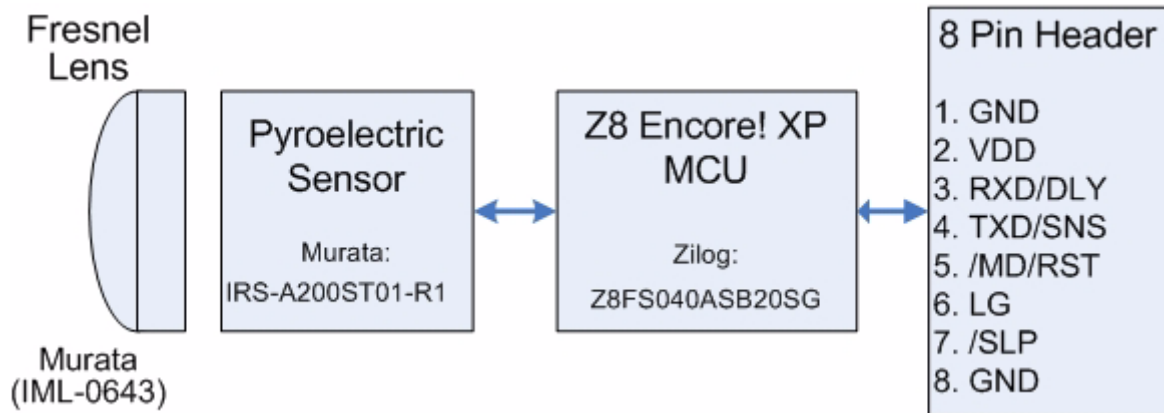 Fresnel
Lens
Murata
(IML-0643)
Pyroelectric
Sensor
Murata:
IRS-A200ST01-R1
Z8 Encore! XP
MCU
Zilog:
Z8FS040ASB20SG
8 Pin Header
1. GND
2. VDD
3. RXD/DLY
4. TXD/SNS
5. /MD/RST
6. LG
7. /SLP
8. GND